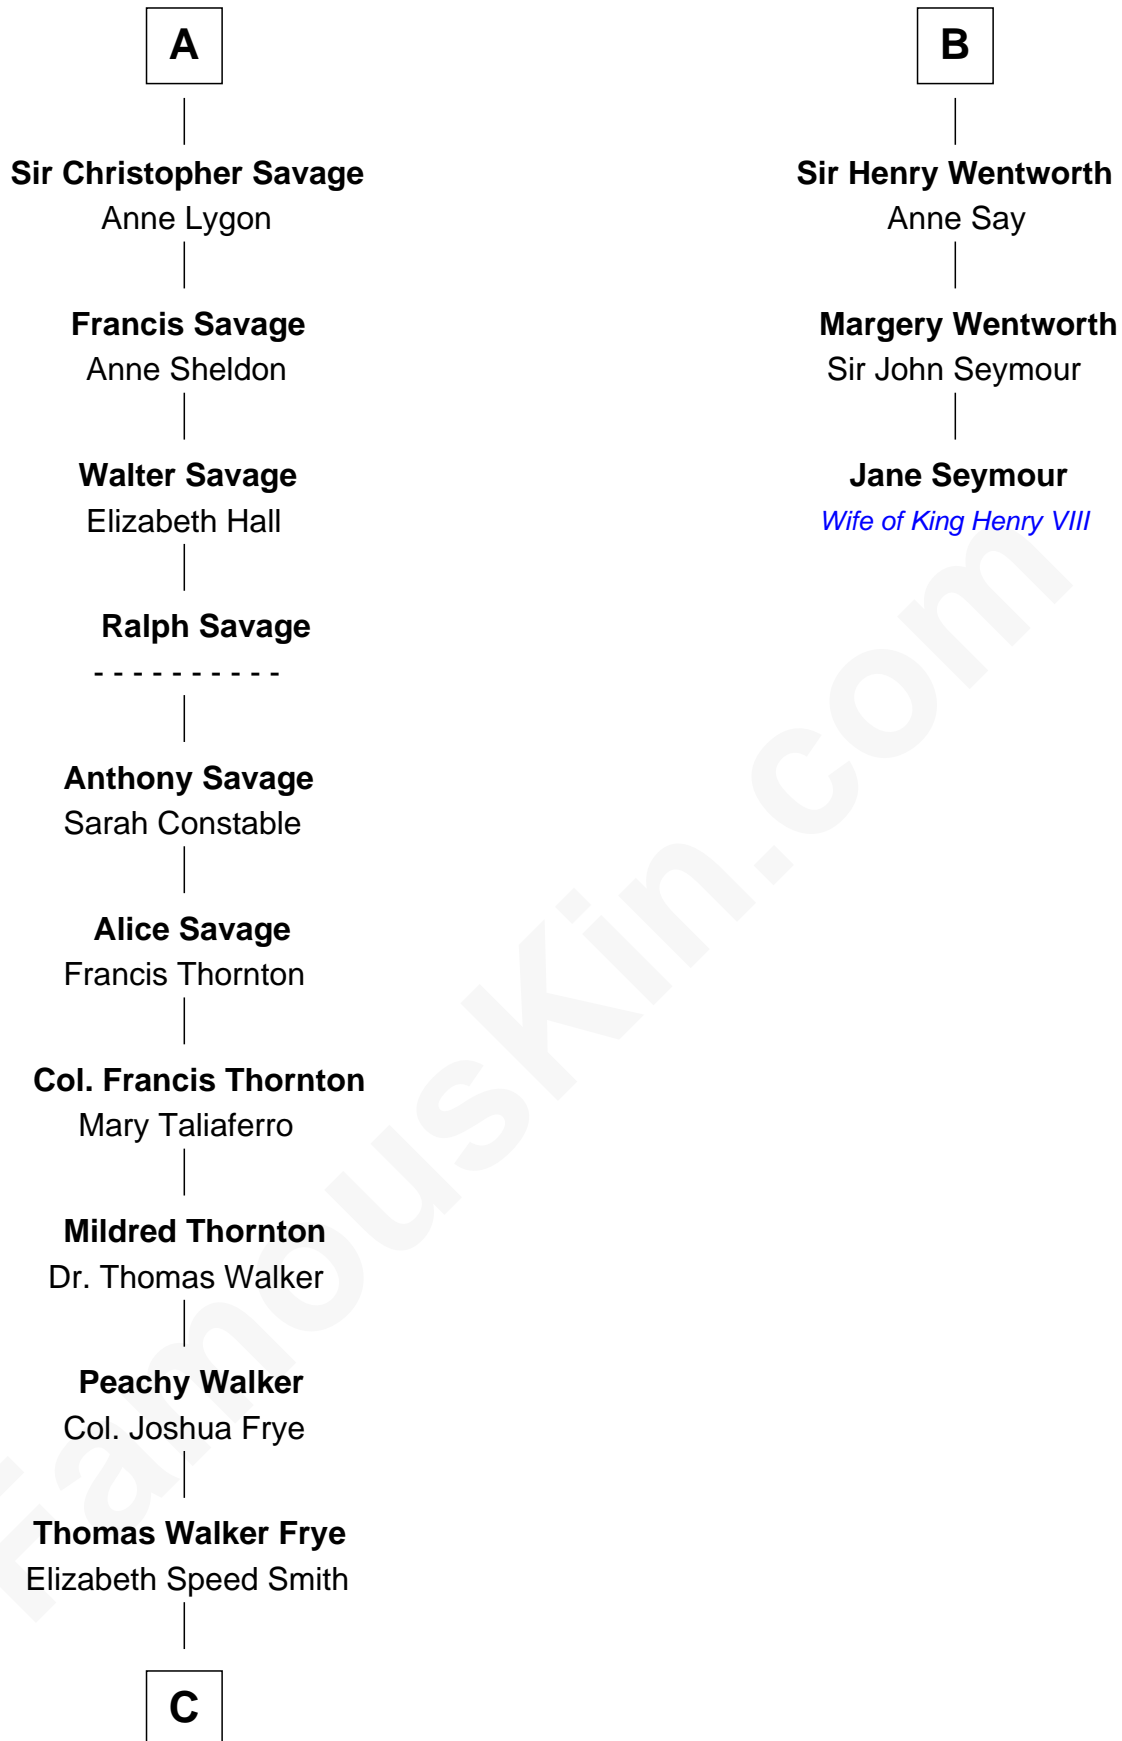 A
Sir Christopher Savage
Anne Lygon
Francis Savage
Anne Sheldon
Walter Savage
Elizabeth Hall
Ralph Savage
- - - - - - - - - -
Anthony Savage
Sarah Constable
Alice Savage
Francis Thornton
Col. Francis Thornton
Mary Taliaferro
Mildred Thornton
Dr. Thomas Walker
Peachy Walker
Col. Joshua Frye
Thomas Walker Frye
Elizabeth Speed Smith
C
B
Sir Henry Wentworth
Anne Say
Margery Wentworth
Sir John Seymour
Jane Seymour
Wife of King Henry VIII
FamousKin.com